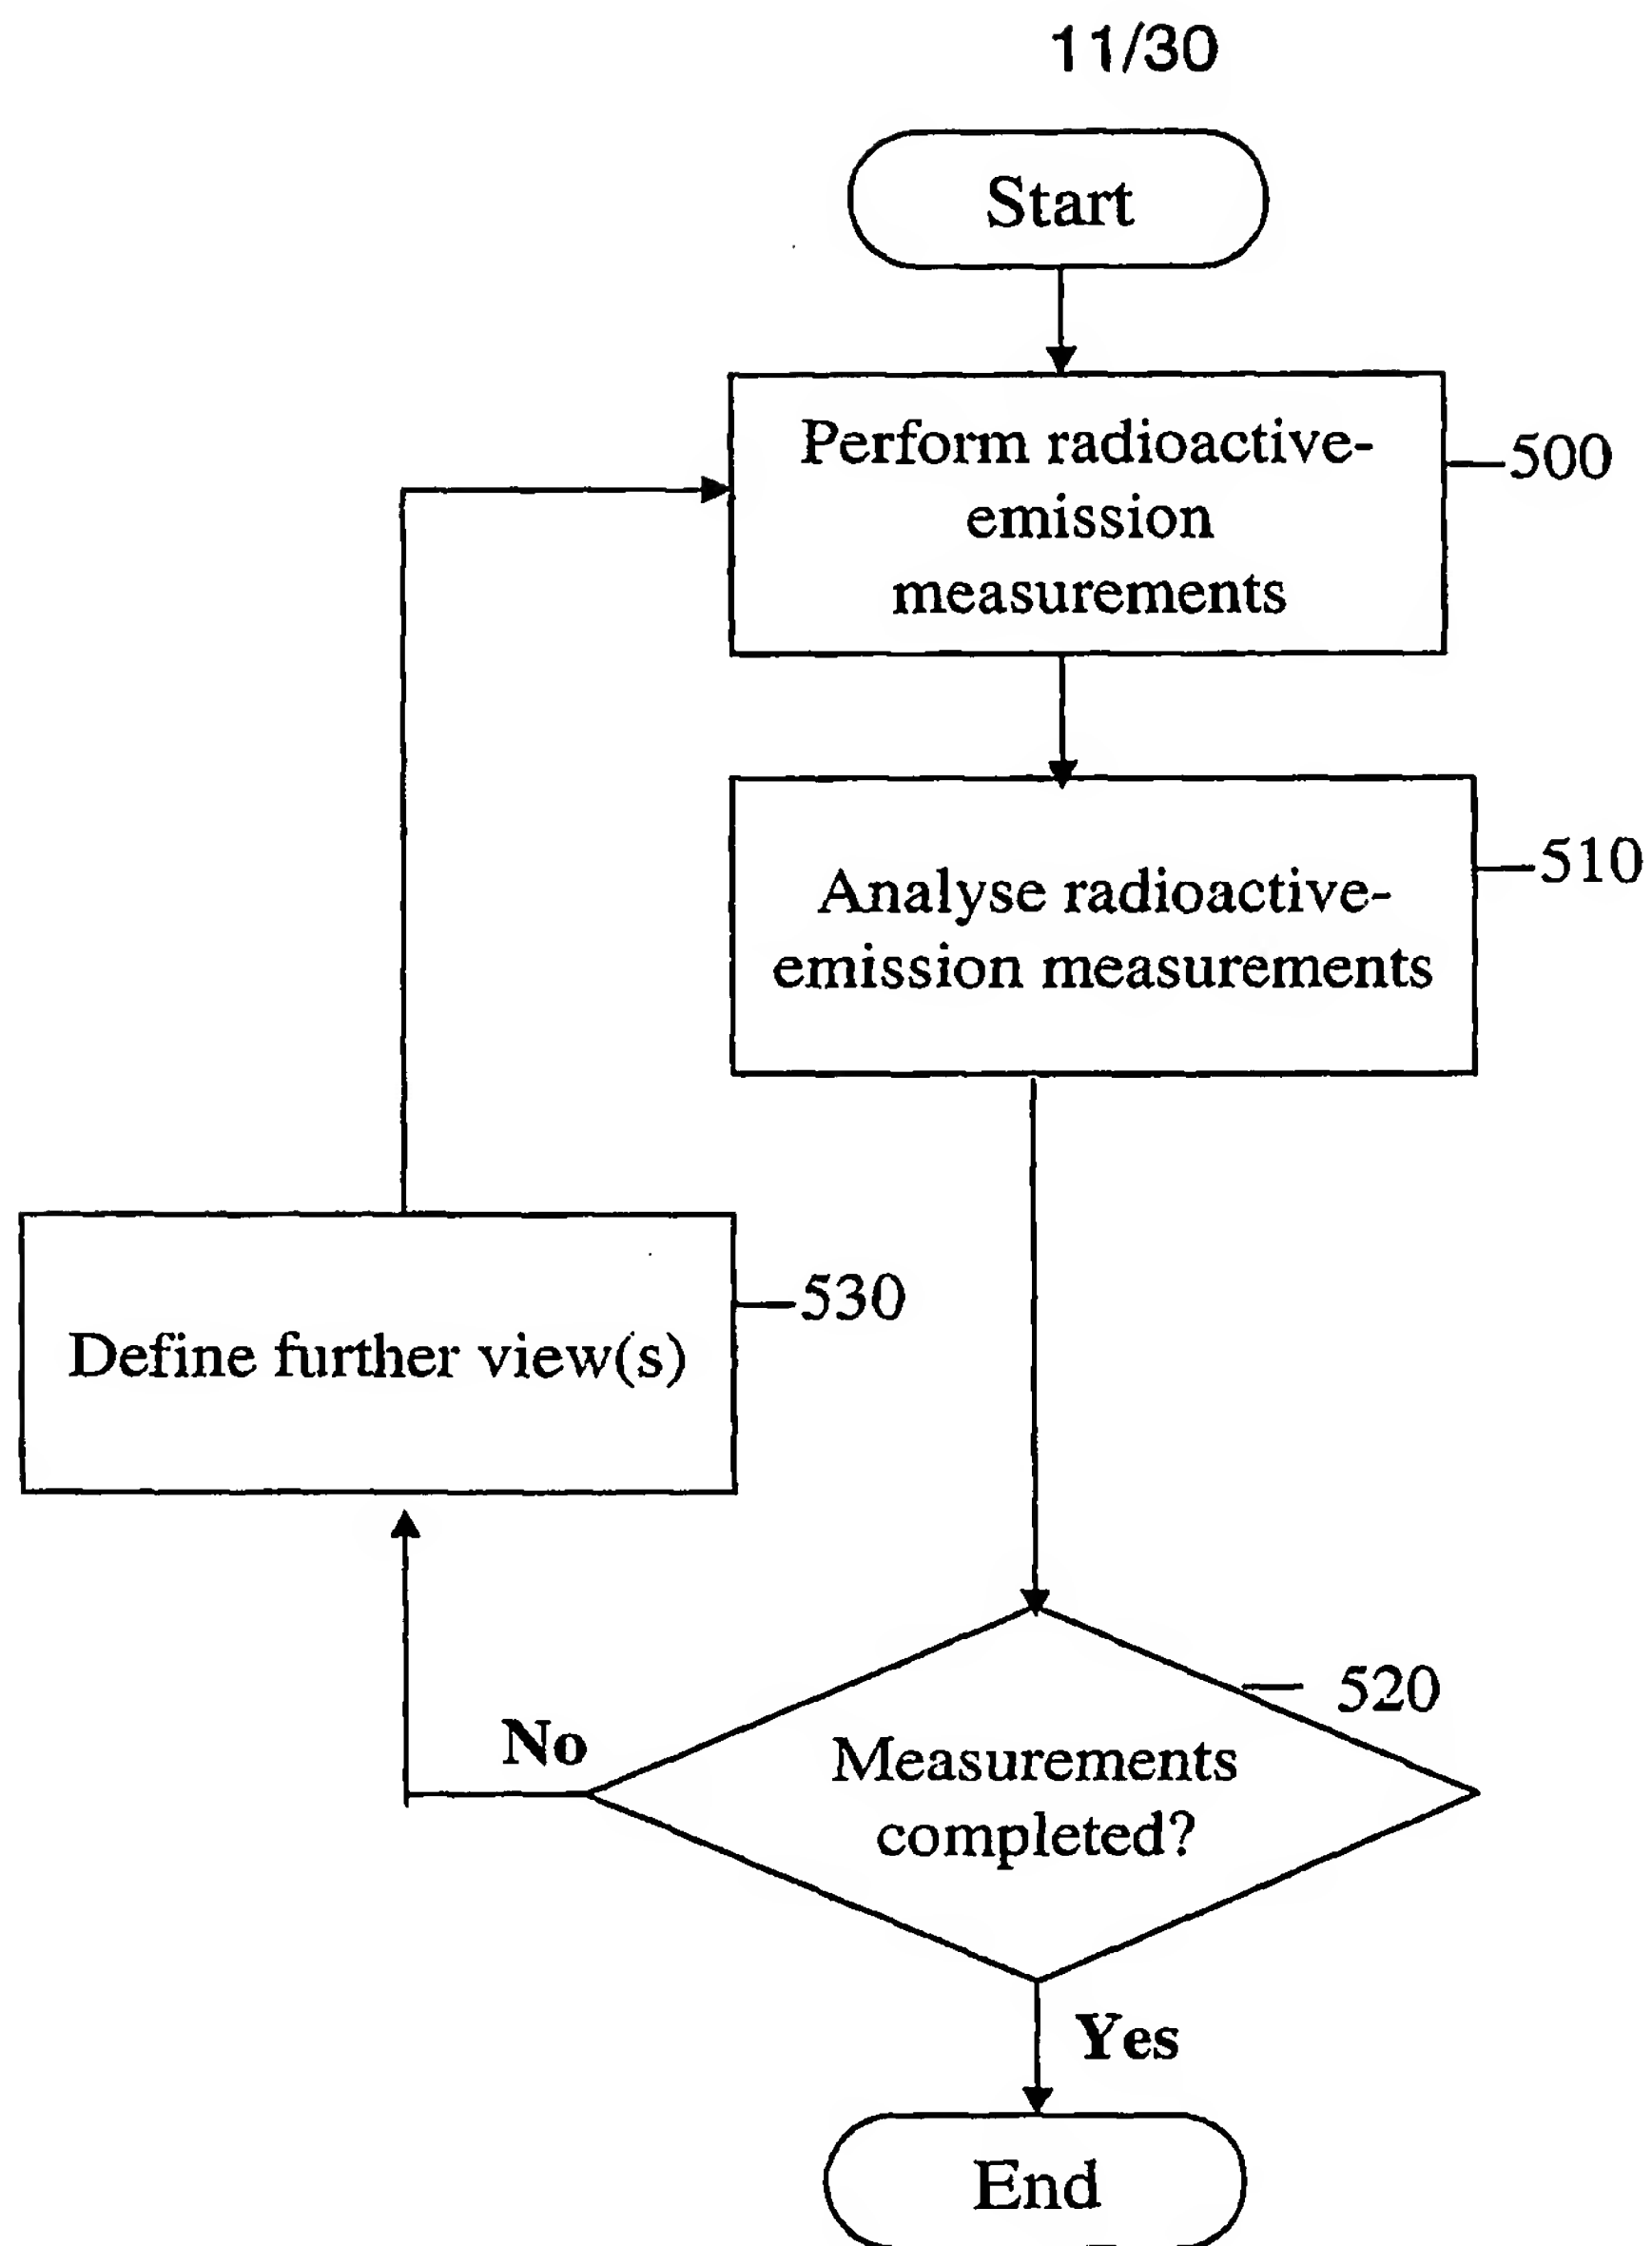 11/30
Start
Perform radioactive-
emission
measurements
500
Analyse radioactive-
emission measurements
510
Define further view(s)
530
520
Measurements
completed?
No
Yes
End